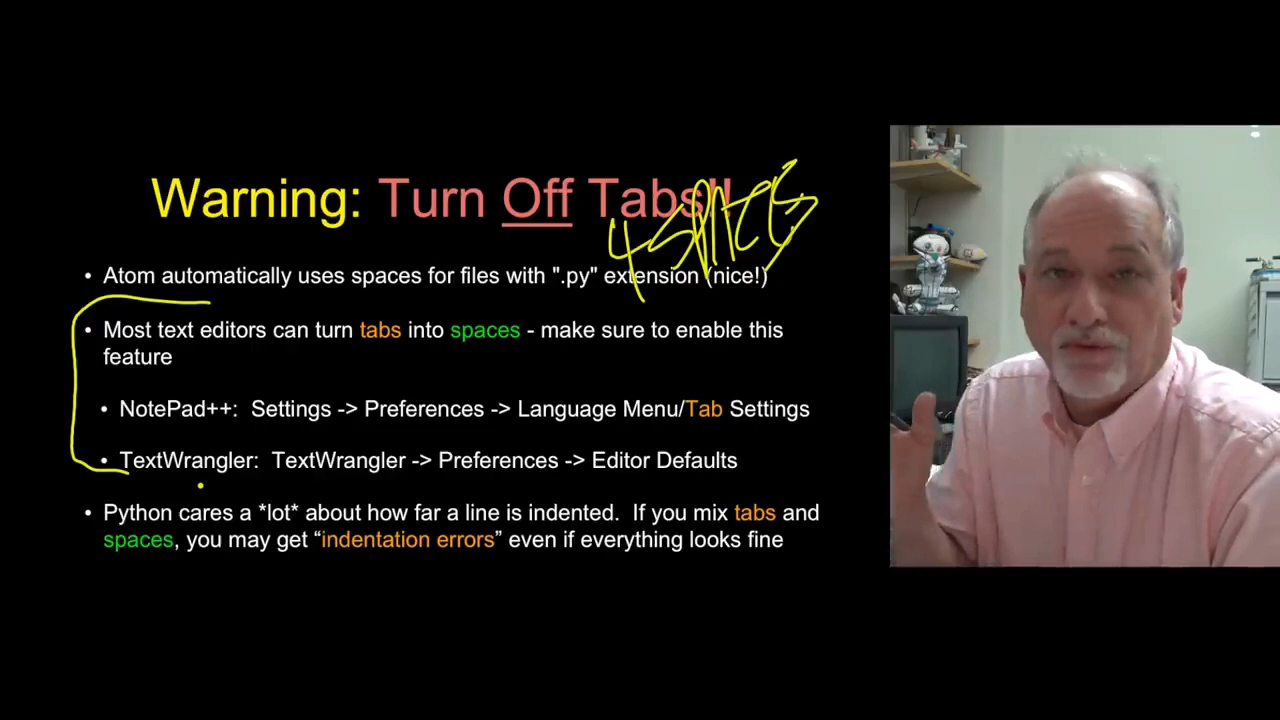 Warning: Turn Off Tabs!!
4 spaces
• Atom automatically uses spaces for files with ".py" extension (nice!)
• Most text editors can turn tabs into spaces - make sure to enable this
feature
• NotePad++: Settings -> Preferences -> Language Menu/Tab Settings
• TextWrangler: TextWrangler -> Preferences -> Editor Defaults
• Python cares a *lot* about how far a line is indented. If you mix tabs and
spaces, you may get “indentation errors” even if everything looks fine